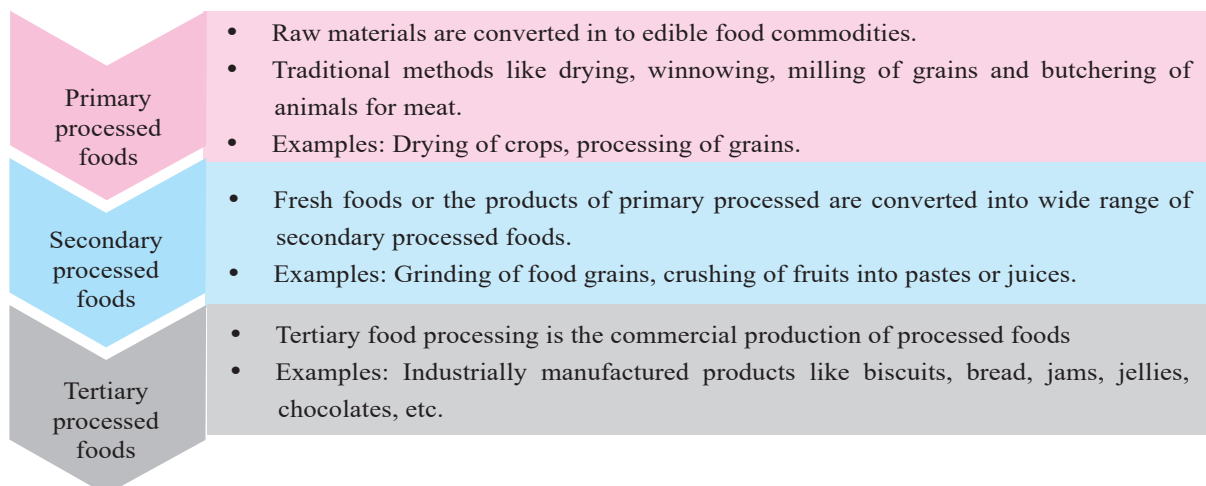 Primary
processed
foods
• Raw materials are converted in to edible food commodities.
• Traditional methods like drying, winnowing, milling of grains and butchering of
animals for meat.
• Examples: Drying of crops, processing of grains.
Secondary
processed
foods
• Fresh foods or the products of primary processed are converted into wide range of
secondary processed foods.
• Examples: Grinding of food grains, crushing of fruits into pastes or juices.
Tertiary
processed
foods
• Tertiary food processing is the commercial production of processed foods
• Examples: Industrially manufactured products like biscuits, bread, jams, jellies,
chocolates, etc.